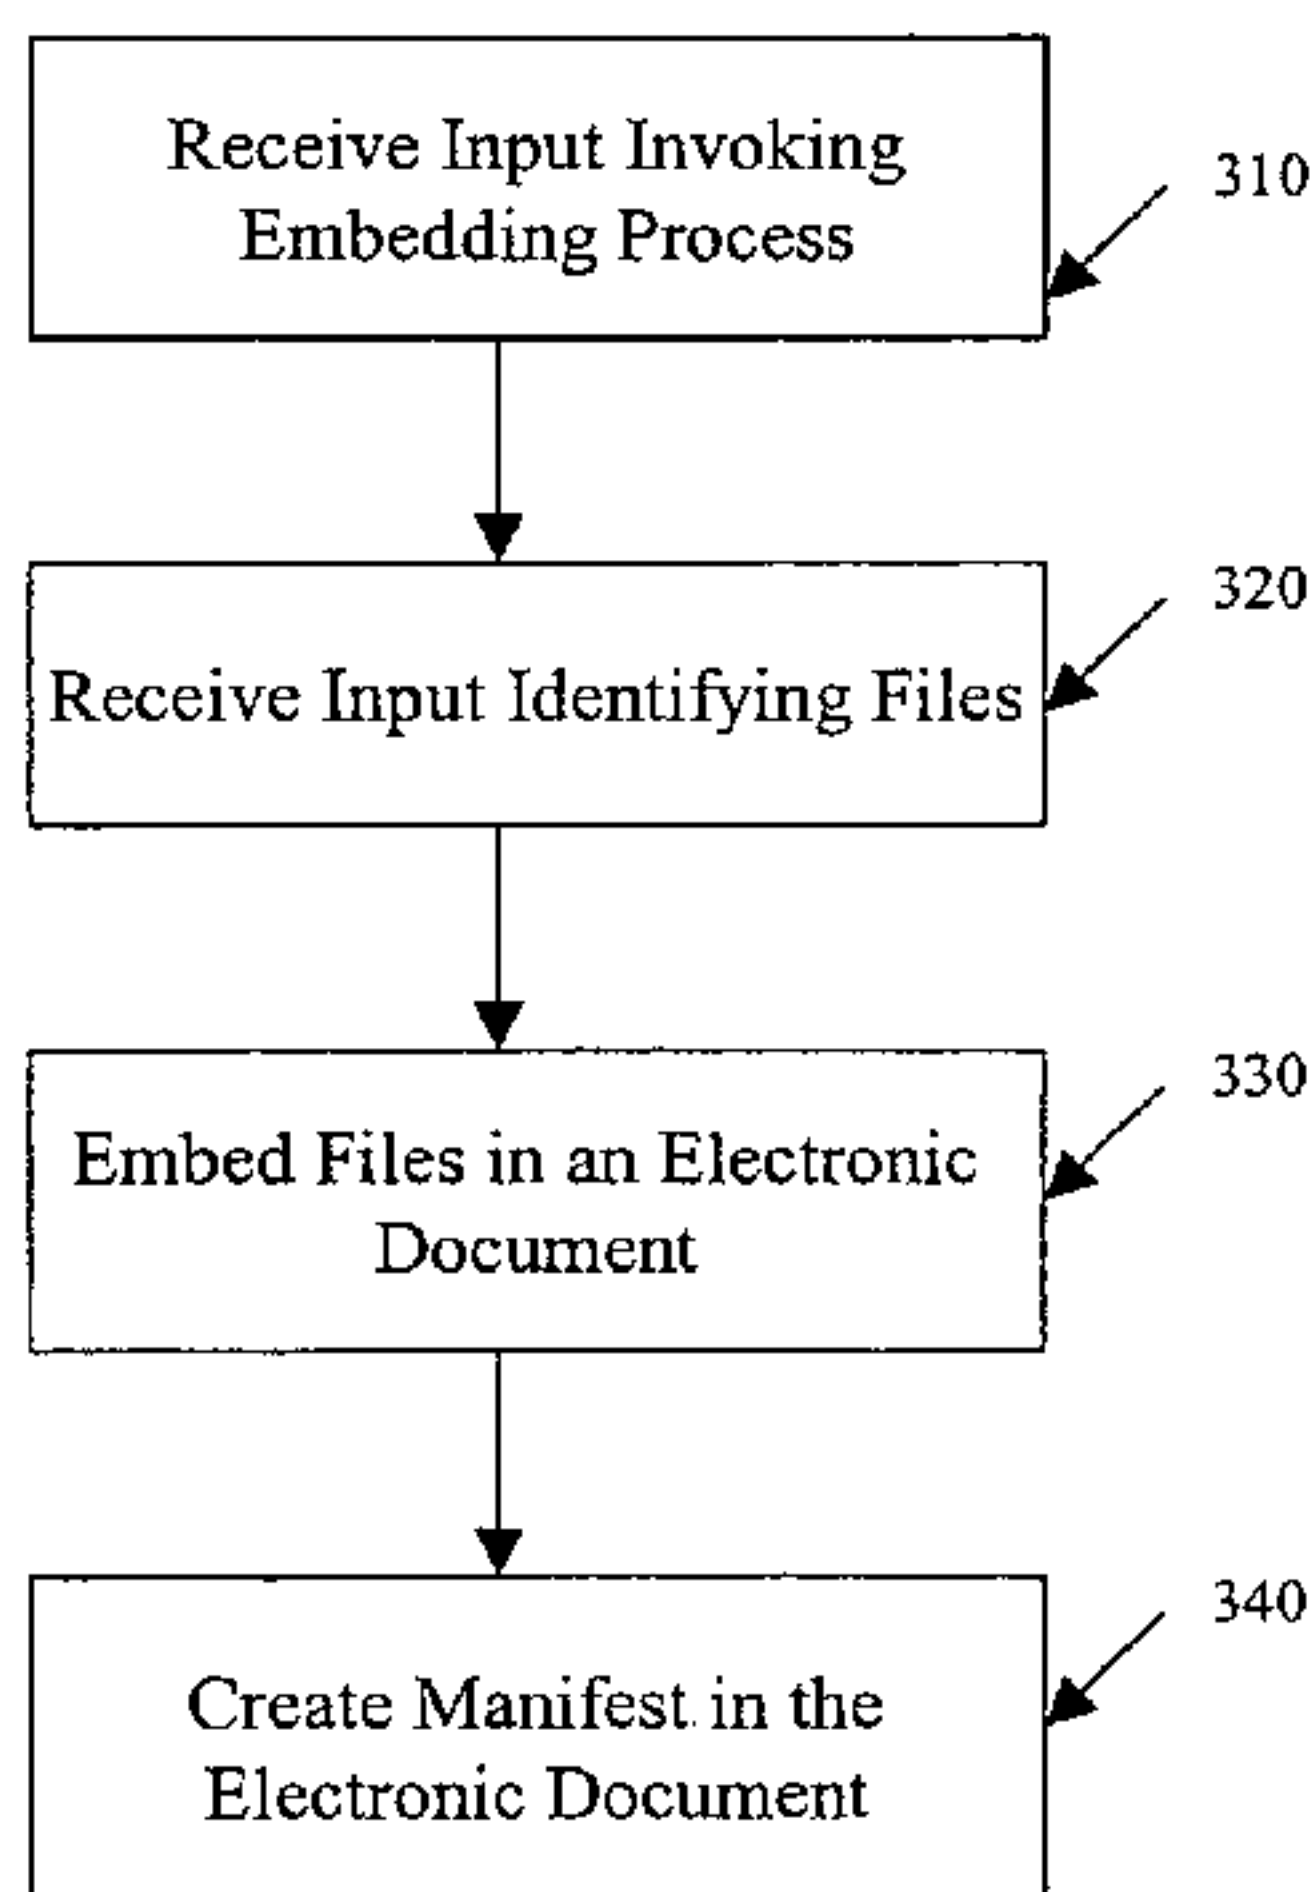 Receive Input Invoking
Embedding Process
310
Receive Input Identifying Files
320
Embed Files in an Electronic
Document
330
Create Manifest in the
Electronic Document
340